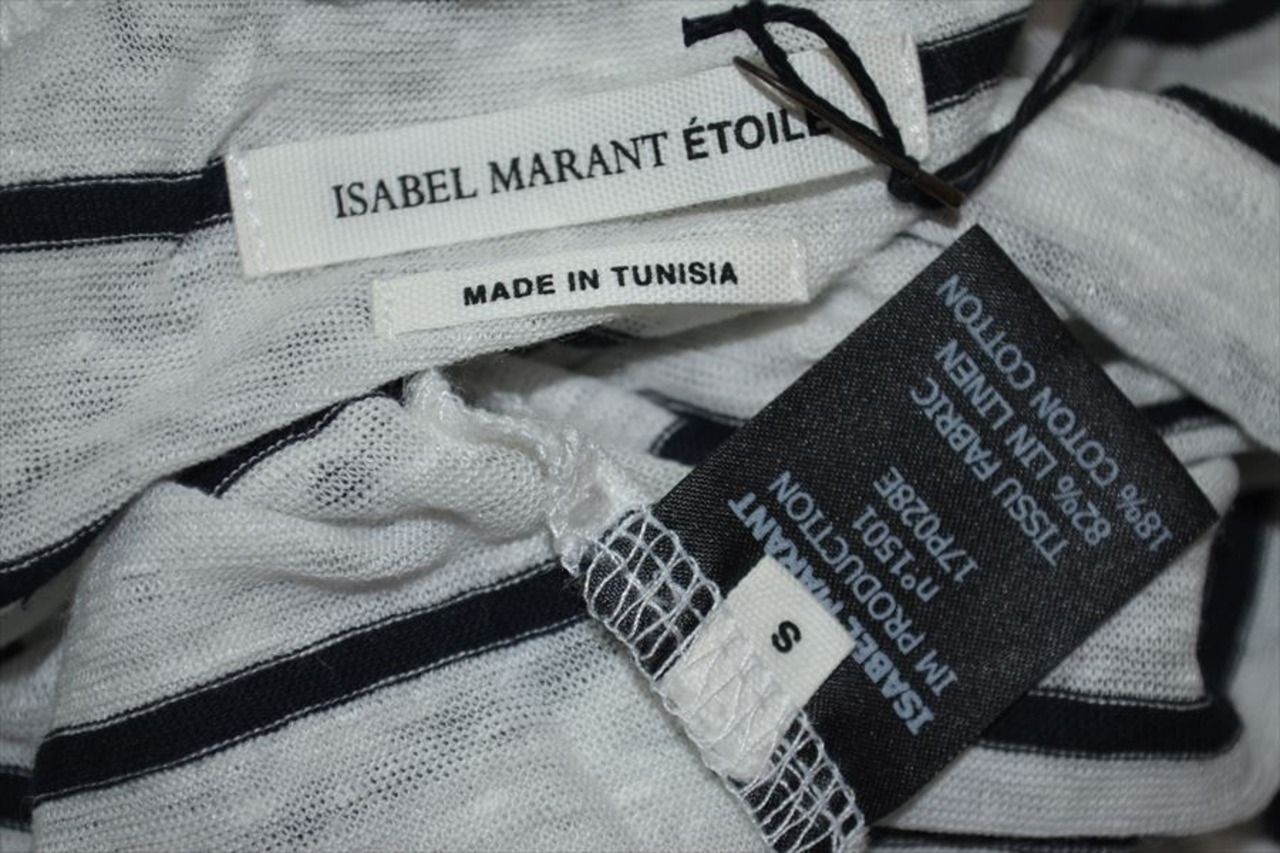 ISABEL MARANT ÉTOILE
MADE IN TUNISIA
ISABEL MARANT
IM PRODUCTION
n°1501
17P028E
TISSU FABRIC
82% LIN LINEN
18% COTON COTTON
S